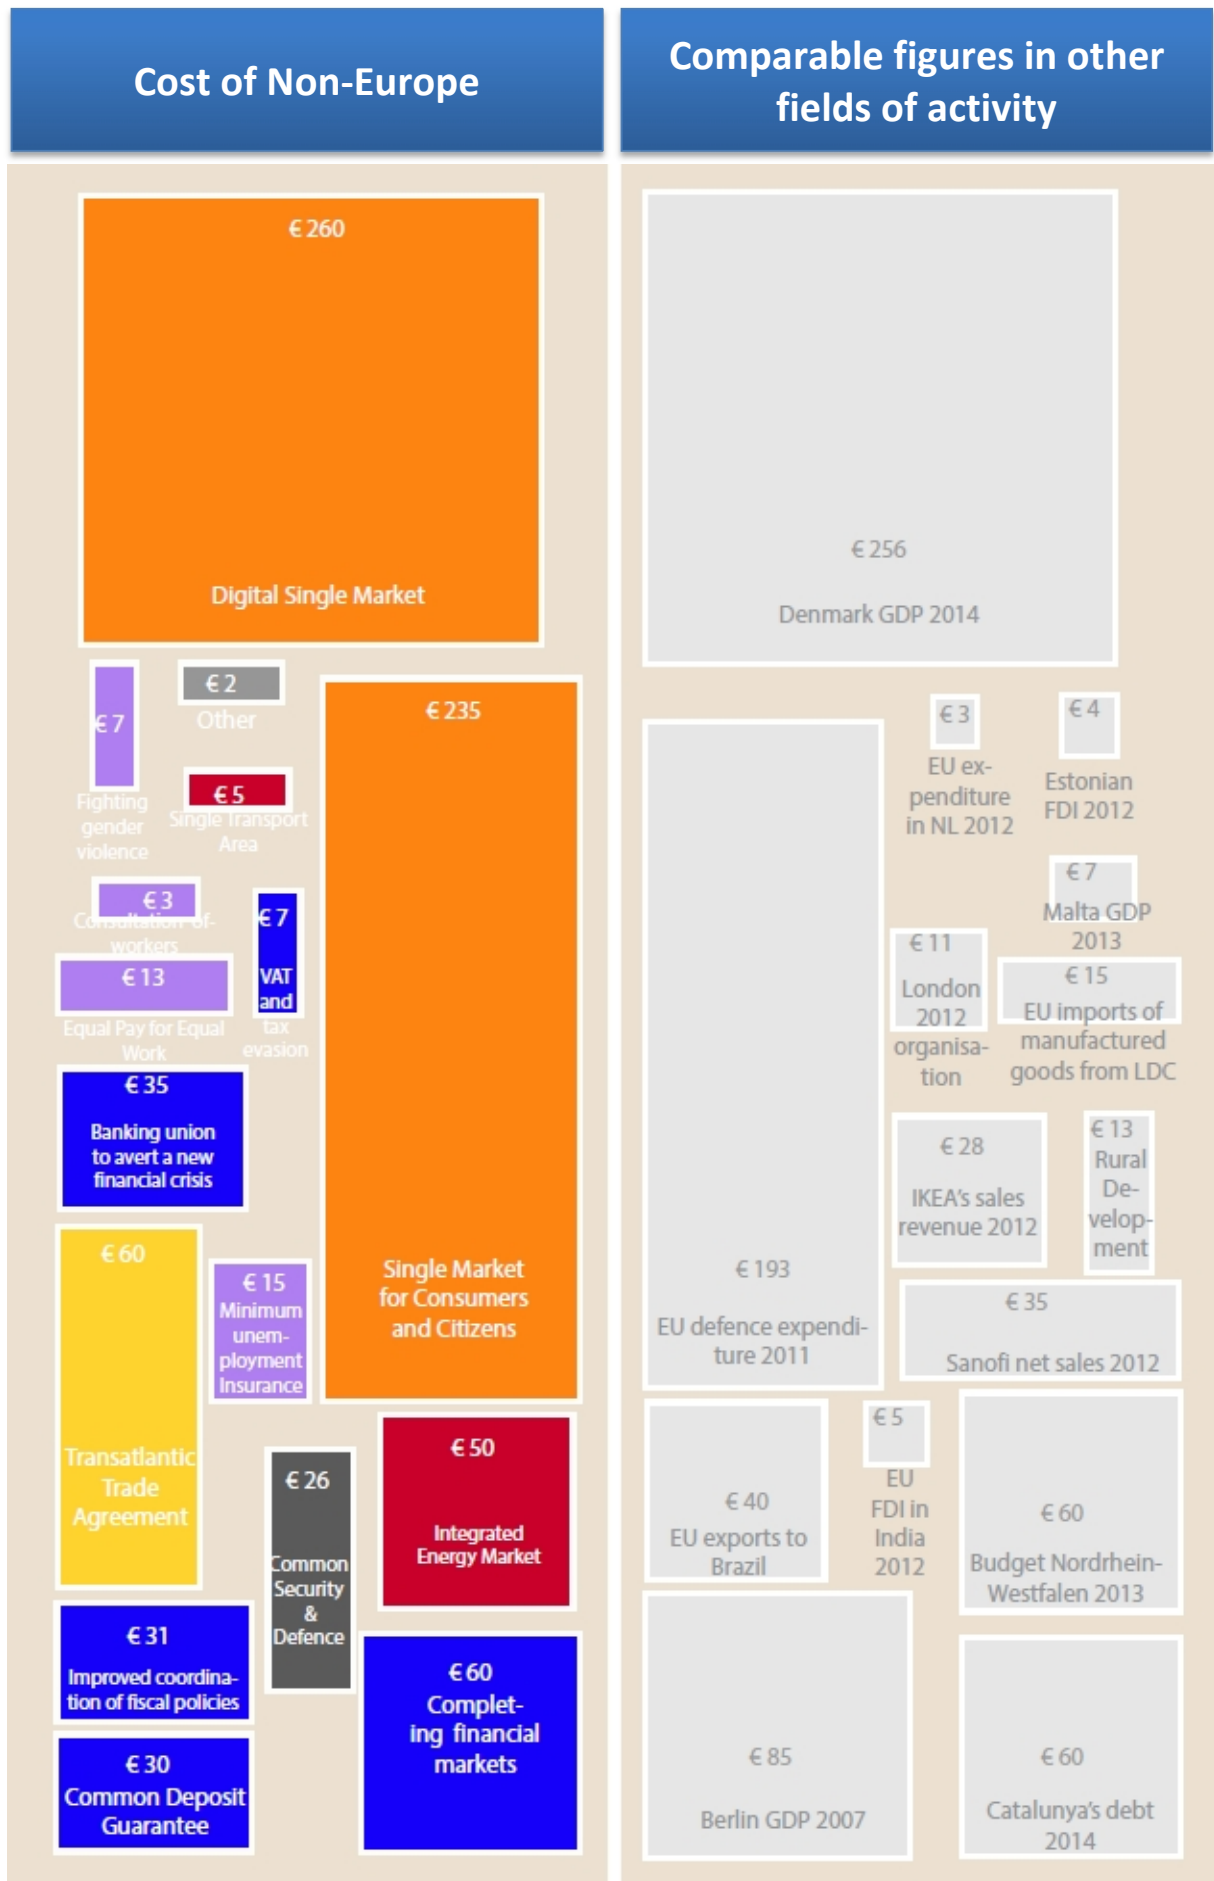 Cost of Non-Europe
€ 260
Digital Single Market
€ 7
Fighting
gender
violence
€ 2
Other
€ 5
Single Transport
Area
€ 235
Single Market
for Consumers
and Citizens
€ 3
Consultation-of-
workers
€ 7
VAT
and
tax
evasion
€ 13
Equal Pay for Equal
Work
€ 35
Banking union
to avert a new
financial crisis
€ 60
Transatlantic
Trade
Agreement
€ 15
Minimum
unem-
ployment
Insurance
€ 26
Common
Security
&
Defence
€ 50
Integrated
Energy Market
€ 31
Improved coordina-
tion of fiscal policies
€ 60
Complet-
ing financial
markets
€ 30
Common Deposit
Guarantee
Comparable figures in other
fields of activity
€ 256
Denmark GDP 2014
€ 193
EU defence expendi-
ture 2011
€ 3
EU ex-
penditure
in NL 2012
€ 4
Estonian
FDI 2012
€ 7
Malta GDP
2013
€ 11
London
2012
organisa-
tion
€ 15
EU imports of
manufactured
goods from LDC
€ 28
IKEA's sales
revenue 2012
€ 13
Rural
De-
velop-
ment
€ 35
Sanofi net sales 2012
€ 40
EU exports to
Brazil
€ 5
EU
FDI in
India
2012
€ 60
Budget Nordrhein-
Westfalen 2013
€ 85
Berlin GDP 2007
€ 60
Catalunya's debt
2014